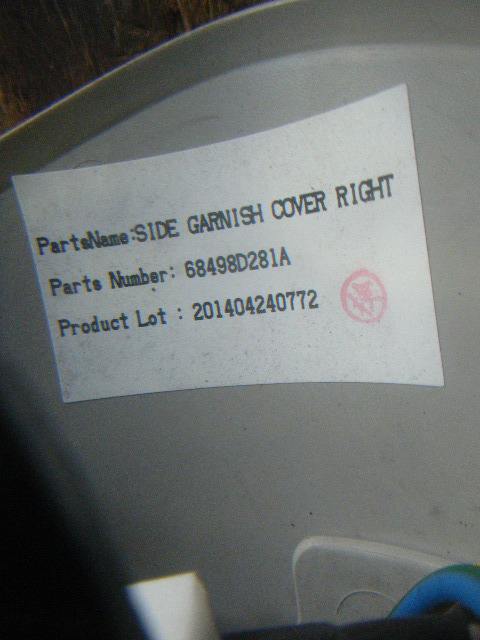 PartsName:SIDE GARNISH COVER RIGHT
Parts Number: 68498D281A
Product Lot : 201404240772